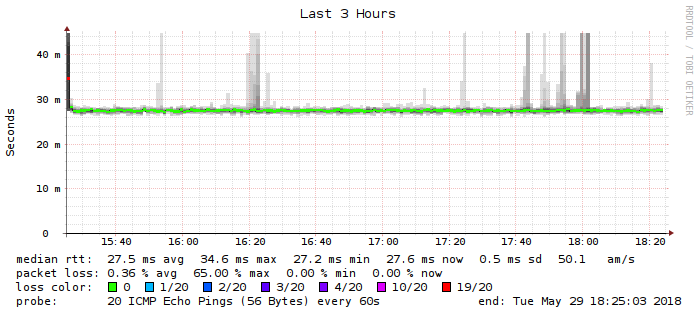 Last 3 Hours
RRDTOOL / TOBI OETIKER
Seconds
40 m
30 m
20 m
10 m
0
15:40 16:00 16:20 16:40 17:00 17:20 17:40 18:00 18:20
median rtt: 27.5 ms avg 34.6 ms max 27.2 ms min 27.6 ms now 0.5 ms sd 50.1 am/s
packet loss: 0.36 % avg 65.00 % max 0.00 % min 0.00 % now
loss color: 0 1/20 2/20 3/20 4/20 10/20 19/20
probe: 20 ICMP Echo Pings (56 Bytes) every 60s end: Tue May 29 18:25:03 2018